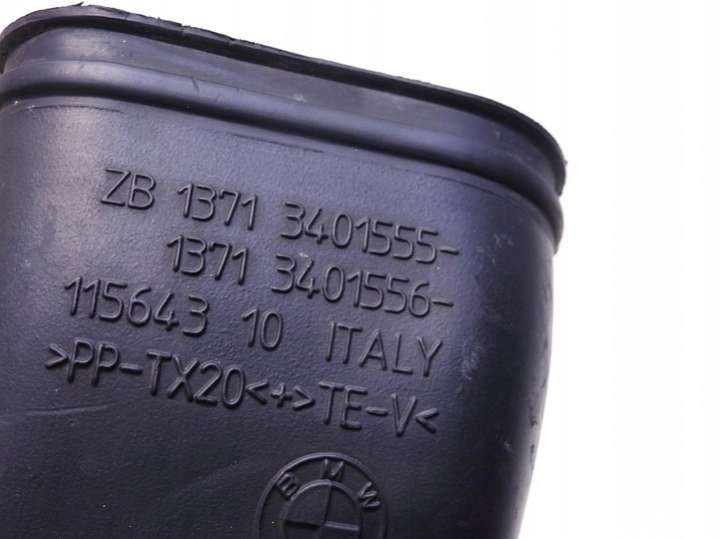 ZB 1371 3401555-
1371 3401556-
115643 10 ITALY
>PP-TX20<+>TE-V<
BMW